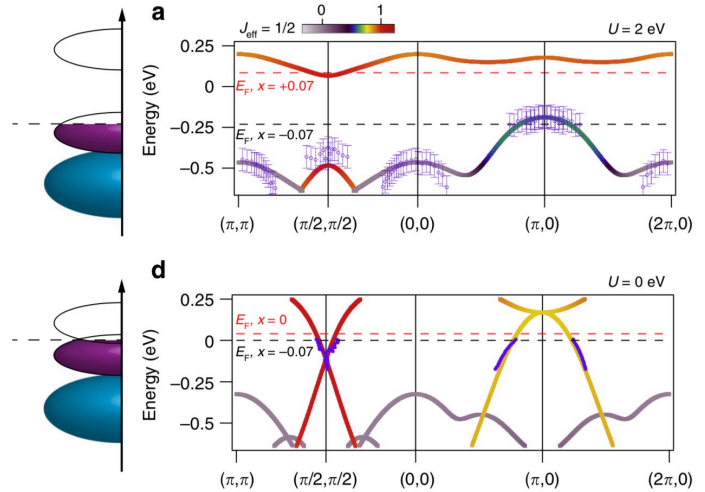 a
J_eff = 1/2
0
1
U = 2 eV
Energy (eV)
0.25
0
−0.25
−0.5
E_F, x = +0.07
E_F, x = −0.07
(π,π)
(π/2,π/2)
(0,0)
(π,0)
(2π,0)
d
U = 0 eV
Energy (eV)
0.25
0
−0.25
−0.5
E_F, x = 0
E_F, x = −0.07
(π,π)
(π/2,π/2)
(0,0)
(π,0)
(2π,0)